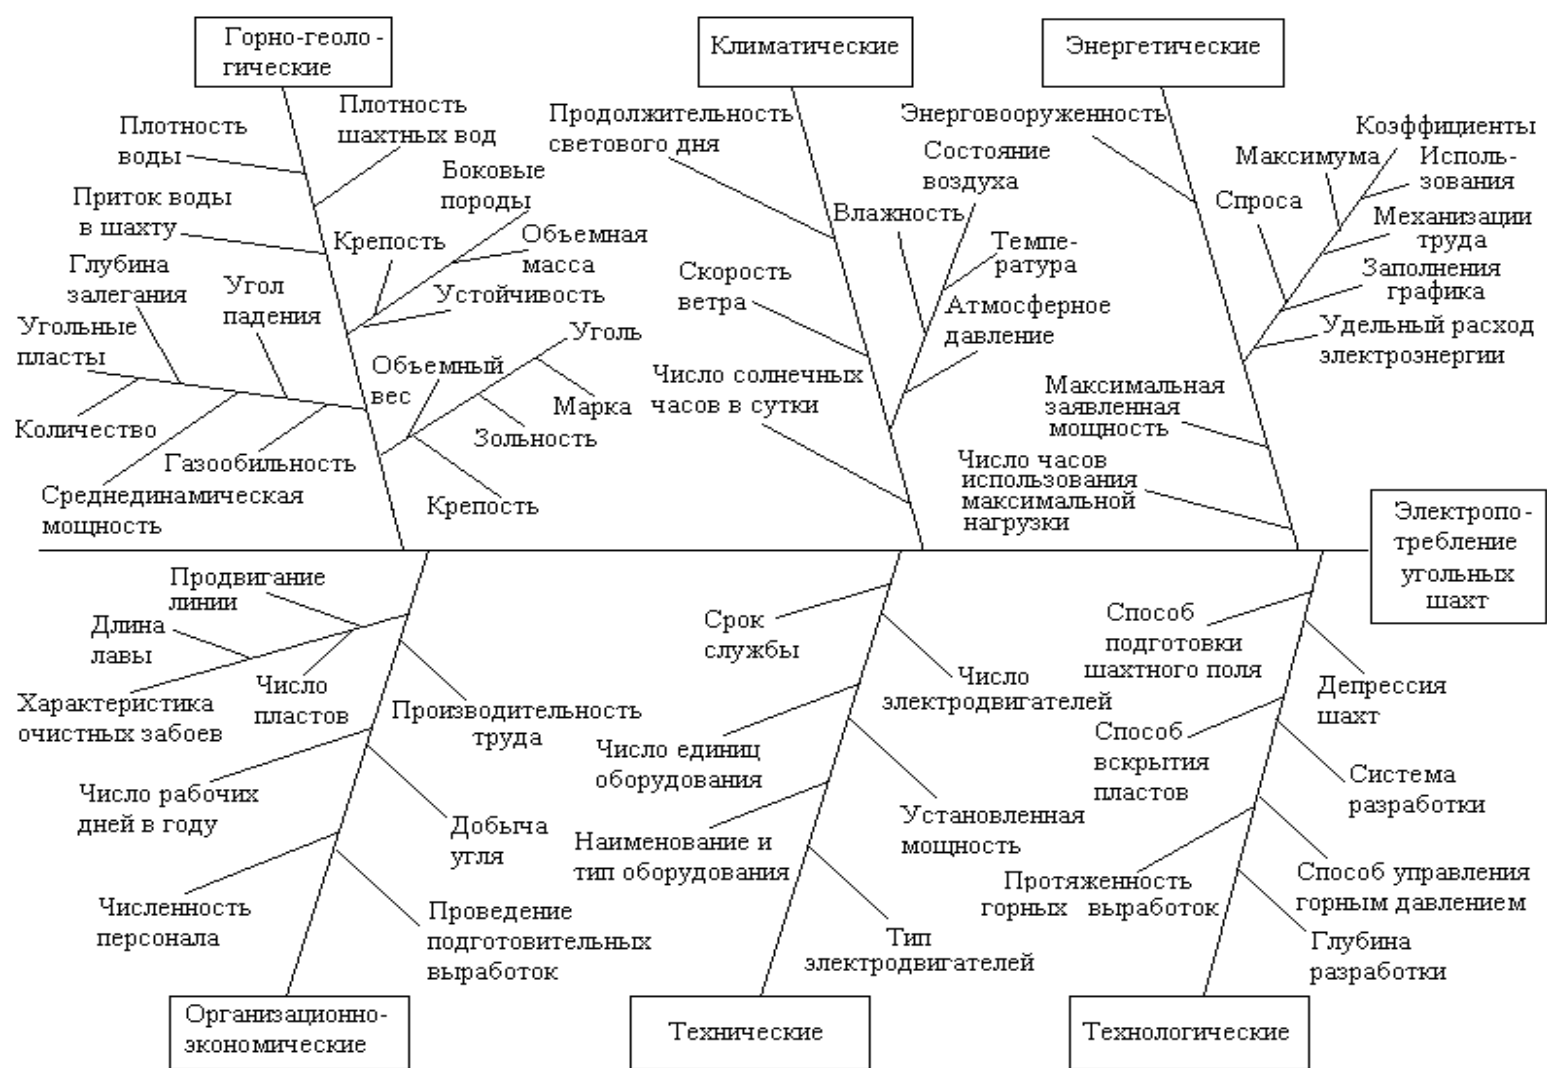 Горно-геоло-
гические
Климатические
Энергетические
Плотность
воды
Плотность
шахтных вод
Приток воды
в шахту
Боковые
породы
Крепость
Объемная
масса
Устойчивость
Глубина
залегания
Угол
падения
Угольные
пласты
Количество
Газообильность
Среднединамическая
мощность
Уголь
Объемный
вес
Марка
Зольность
Крепость
Продолжительность
светового дня
Состояние
воздуха
Влажность
Темпе-
ратура
Скорость
ветра
Атмосферное
давление
Число солнечных
часов в сутки
Энерговооруженность
Коэффициенты
Максимума
Исполь-
зования
Спроса
Механизации
труда
Заполнения
графика
Удельный расход
электроэнергии
Максимальная
заявленная
мощность
Число часов
использования
максимальной
нагрузки
Электропо-
требление
угольных
шахт
Продвигание
линии
Длина
лавы
Характеристика
очистных забоев
Число
пластов
Производительность
труда
Число рабочих
дней в году
Добыча
угля
Численность
персонала
Проведение
подготовительных
выработок
Срок
службы
Число
электродвигателей
Число единиц
оборудования
Установленная
мощность
Наименование и
тип оборудования
Тип
электродвигателей
Способ
подготовки
шахтного поля
Депрессия
шахт
Способ
вскрытия
пластов
Система
разработки
Протяженность
горных выработок
Способ управления
горным давлением
Глубина
разработки
Организационно-
экономические
Технические
Технологические